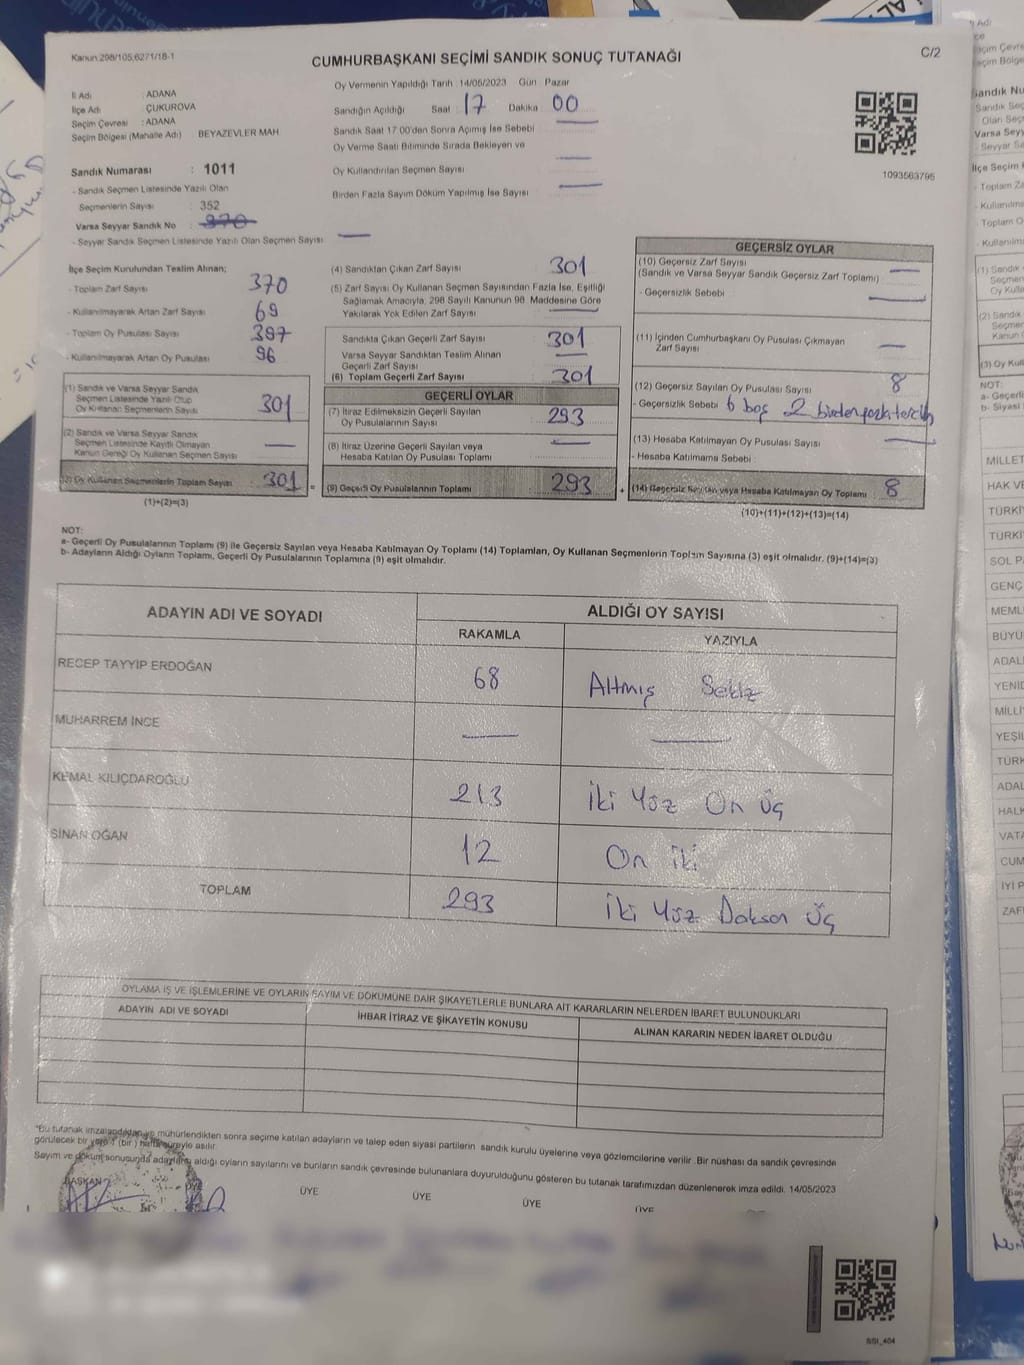 Kanun:298/105,6271/18-1
CUMHURBAŞKANI SEÇİMİ SANDIK SONUÇ TUTANAĞI
C/2
İl Adı : ADANA
İlçe Adı : ÇUKUROVA
Seçim Çevresi : ADANA
Seçim Bölgesi (Mahalle Adı) BEYAZEVLER MAH
Sandık Numarası : 1011
- Sandık Seçmen Listesinde Yazılı Olan
Seçmenlerin Sayısı : 352
Varsa Seyyar Sandık No 370
- Seyyar Sandık Seçmen Listesinde Yazılı Olan Seçmen Sayısı
Oy Vermenin Yapıldığı Tarih : 14/05/2023 Gün : Pazar
Sandığın Açıldığı Saat 17 Dakika 00
Sandık Saat 17 00'den Sonra Açımış İse Sebebi
Oy Verme Saati Bitiminde Sırada Bekleyen ve
Oy Kullandırılan Seçmen Sayısı
Birden Fazla Sayım Döküm Yapılmış İse Sayısı
1093563795
İlçe Seçim Kurulundan Teslim Alınan;
- Toplam Zarf Sayısı 370
- Kullanılmayarak Artan Zarf Sayısı 69
- Toplam Oy Pusulası Sayısı 397
- Kullanılmayarak Artan Oy Pusulası 96
(1) Sandık ve Varsa Seyyar Sandık
Seçmen Listesinde Yazılı Olup
Oy Kullanan Seçmenlerin Sayısı 301
(2) Sandık ve Varsa Seyyar Sandık
Seçmen Listesinde Kayıtlı Olmayan
Kanun Gereği Oy Kullanan Seçmen Sayısı
(3) Oy Kullanan Seçmenlerin Toplam Sayısı 301
(1)+(2)=(3)
(4) Sandıktan Çıkan Zarf Sayısı 301
(5) Zarf Sayısı Oy Kullanan Seçmen Sayısından Fazla İse, Eşitliği
Sağlamak Amacıyla, 298 Sayılı Kanunun 98. Maddesine Göre
Yakılarak Yok Edilen Zarf Sayısı
Sandıkta Çıkan Geçerli Zarf Sayısı 301
Varsa Seyyar Sandıktan Teslim Alınan
Geçerli Zarf Sayısı
(6) Toplam Geçerli Zarf Sayısı 301
GEÇERLİ OYLAR
(7) İtiraz Edilmeksizin Geçerli Sayılan
Oy Pusulalarının Sayısı 293
(8) İtiraz Üzerine Geçerli Sayılan veya
Hesaba Katılan Oy Pusulası Toplamı
(9) Geçerli Oy Pusulalarının Toplamı 293
GEÇERSİZ OYLAR
(10) Geçersiz Zarf Sayısı
(Sandık ve Varsa Seyyar Sandık Geçersiz Zarf Toplamı)
- Geçersizlik Sebebi
(11) İçinden Cumhurbaşkanı Oy Pusulası Çıkmayan
Zarf Sayısı
(12) Geçersiz Sayılan Oy Pusulası Sayısı 8
- Geçersizlik Sebebi 6 boş 2 birden fazla tercih
(13) Hesaba Katılmayan Oy Pusulası Sayısı
- Hesaba Katılmama Sebebi
(14) Geçersiz Sayılan veya Hesaba Katılmayan Oy Toplamı 8
(10)+(11)+(12)+(13)=(14)
NOT:
a- Geçerli Oy Pusulalarının Toplamı (9) ile Geçersiz Sayılan veya Hesaba Katılmayan Oy Toplamı (14) Toplamları, Oy Kullanan Seçmenlerin Toplam Sayısına (3) eşit olmalıdır. (9)+(14)=(3)
b- Adayların Aldığı Oyların Toplamı, Geçerli Oy Pusulalarının Toplamına (9) eşit olmalıdır.
ADAYIN ADI VE SOYADI
ALDIĞI OY SAYISI
RAKAMLA
YAZIYLA
RECEP TAYYİP ERDOĞAN 68 Altmış Sekiz
MUHARREM İNCE
KEMAL KILIÇDAROĞLU 213 İki Yüz On Üç
SİNAN OĞAN 12 On iki
TOPLAM 293 İki Yüz Doksan Üç
OYLAMA İŞ VE İŞLEMLERİNE VE OYLARIN SAYIM VE DÖKÜMÜNE DAİR ŞİKAYETLERLE BUNLARA AİT KARARLARIN NELERDEN İBARET BULUNDUKLARI
ADAYIN ADI VE SOYADI
İHBAR İTİRAZ VE ŞİKAYETİN KONUSU
ALINAN KARARIN NEDEN İBARET OLDUĞU
*Bu tutanak imzalandıktan ve mühürlendikten sonra seçime katılan adayların ve talep eden siyasi partilerin sandık kurulu üyelerine veya gözlemcilerine verilir. Bir nüshası da sandık çevresinde
görülecek bir yere 1 (bir) hafta süreyle asılır.
Sayım ve döküm sonucunda adayların aldığı oyların sayılarını ve bunların sandık çevresinde bulunanlara duyurulduğunu gösteren bu tutanak tarafımızdan düzenlenerek imza edildi. 14/05/2023
BAŞKAN
ÜYE
ÜYE
ÜYE
ÜYE
SSI_404